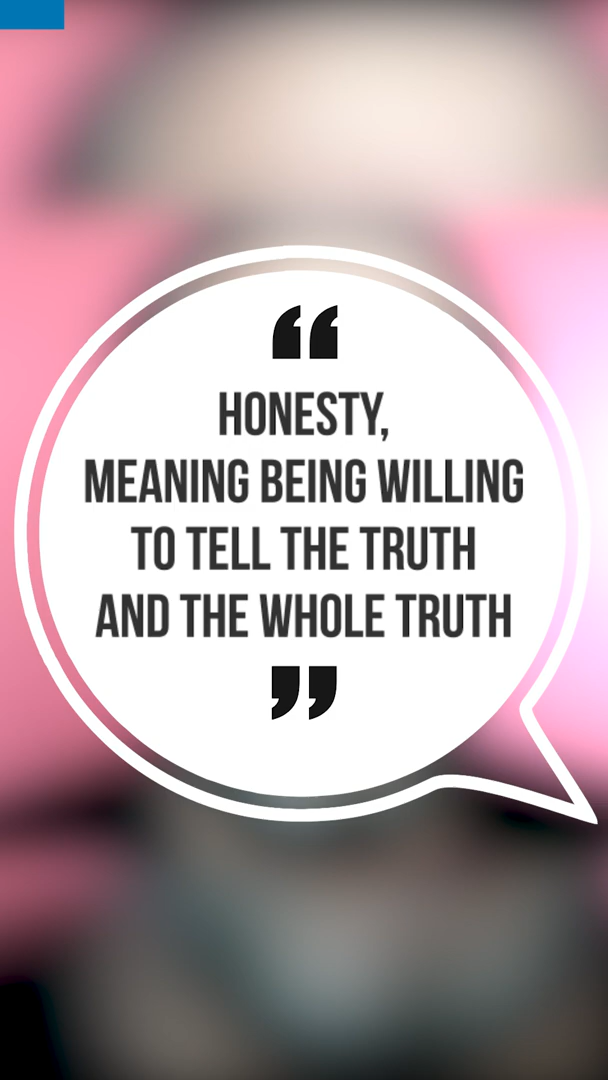 “
HONESTY,
MEANING BEING WILLING
TO TELL THE TRUTH
AND THE WHOLE TRUTH
”